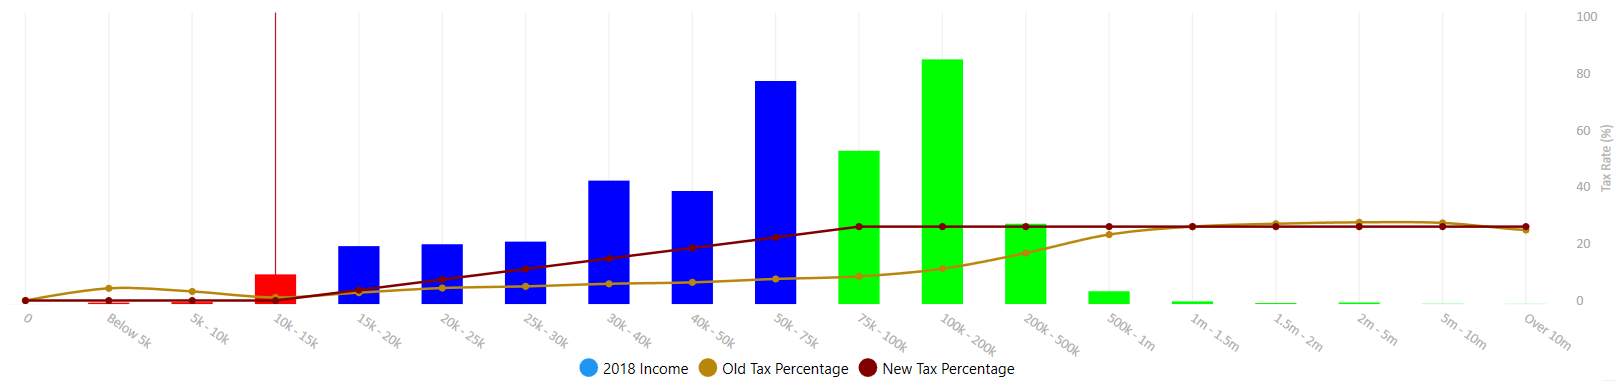 100
80
60
40
20
0
Tax Rate (%)
0
Below 5k
5k - 10k
10k - 15k
15k - 20k
20k - 25k
25k - 30k
30k - 40k
40k - 50k
50k - 75k
75k - 100k
100k - 200k
200k - 500k
500k - 1m
1m - 1.5m
1.5m - 2m
2m - 5m
5m - 10m
Over 10m
2018 Income Old Tax Percentage New Tax Percentage